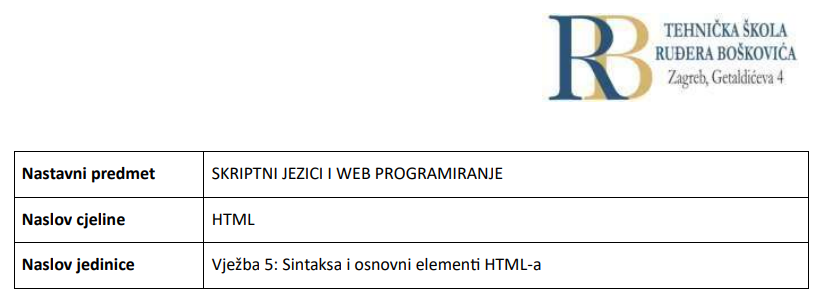 RB
TEHNIČKA ŠKOLA
RUĐERA BOŠKOVIĆA
Zagreb, Getaldićeva 4
Nastavni predmet SKRIPTNI JEZICI I WEB PROGRAMIRANJE
Naslov cjeline HTML
Naslov jedinice Vježba 5: Sintaksa i osnovni elementi HTML-a